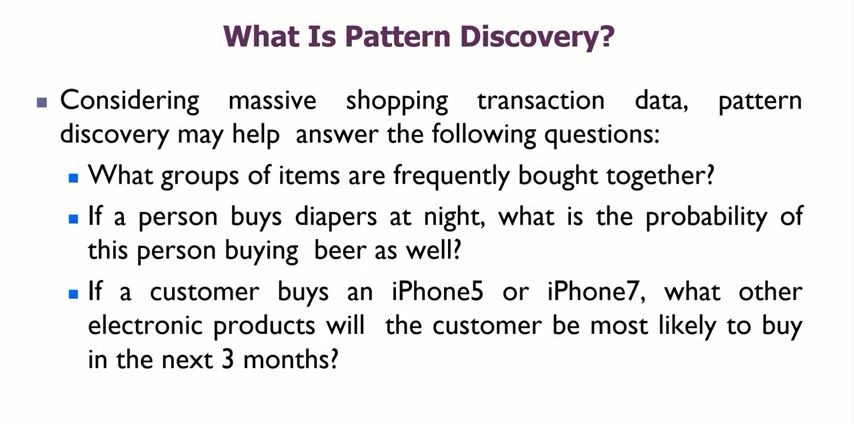 What Is Pattern Discovery?
Considering massive shopping transaction data, pattern
discovery may help answer the following questions:
What groups of items are frequently bought together?
If a person buys diapers at night, what is the probability of
this person buying beer as well?
If a customer buys an iPhone5 or iPhone7, what other
electronic products will the customer be most likely to buy
in the next 3 months?